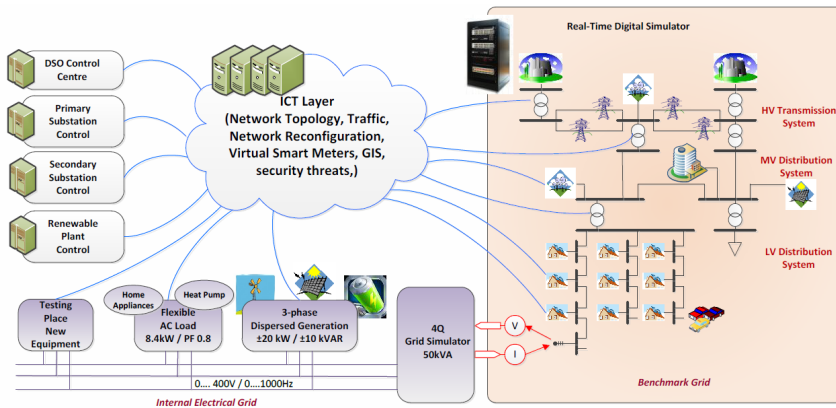 Real-Time Digital Simulator
DSO Control
Centre
Primary
Substation
Control
Secondary
Substation
Control
Renewable
Plant
Control
ICT Layer
(Network Topology, Traffic,
Network Reconfiguration,
Virtual Smart Meters, GIS,
security threats,)
HV Transmission
System
MV Distribution
System
LV Distribution
System
Testing
Place
New
Equipment
Home
Appliances
Heat Pump
Flexible
AC Load
8.4kW / PF 0.8
3-phase
Dispersed Generation
±20 kW / ±10 kVAR
4Q
Grid Simulator
50kVA
V
I
0.... 400V / 0....1000Hz
Internal Electrical Grid
Benchmark Grid